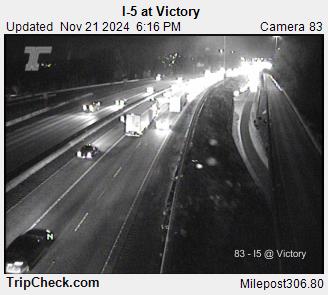 I-5 at Victory
Updated Nov 21 2024 6:16 PM Camera 83
T
83 - I5 @ Victory
TripCheck.com Milepost306.80